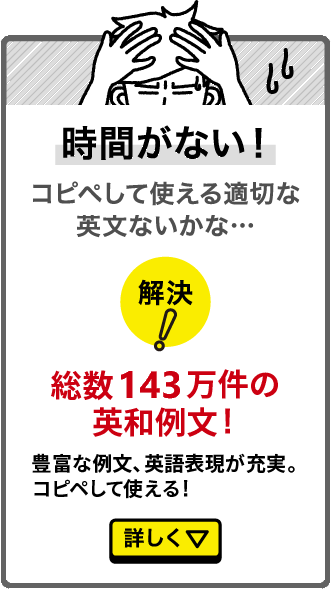 時間がない!
コピペして使える適切な
英文ないかな…
解決
!
総数143万件の
英和例文!
豊富な例文、英語表現が充実。
コピペして使える!
詳しく▽